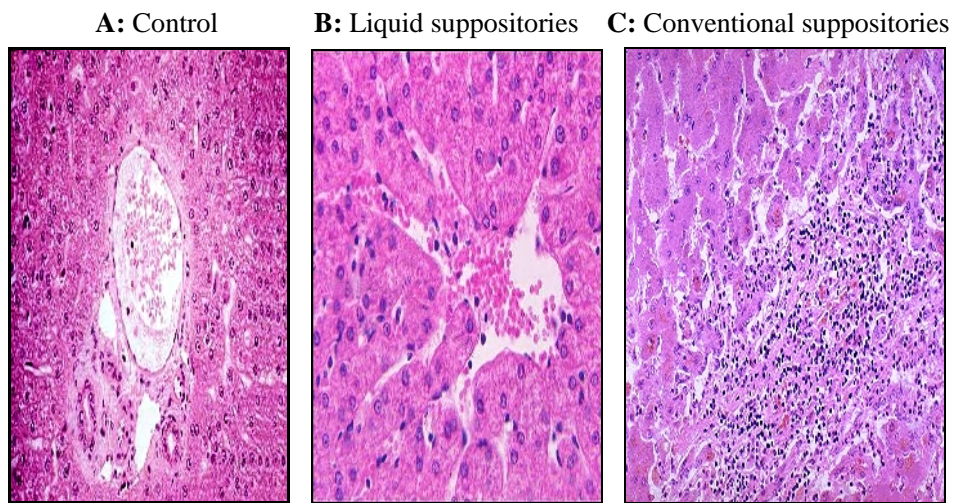 A: Control
B: Liquid suppositories
C: Conventional suppositories